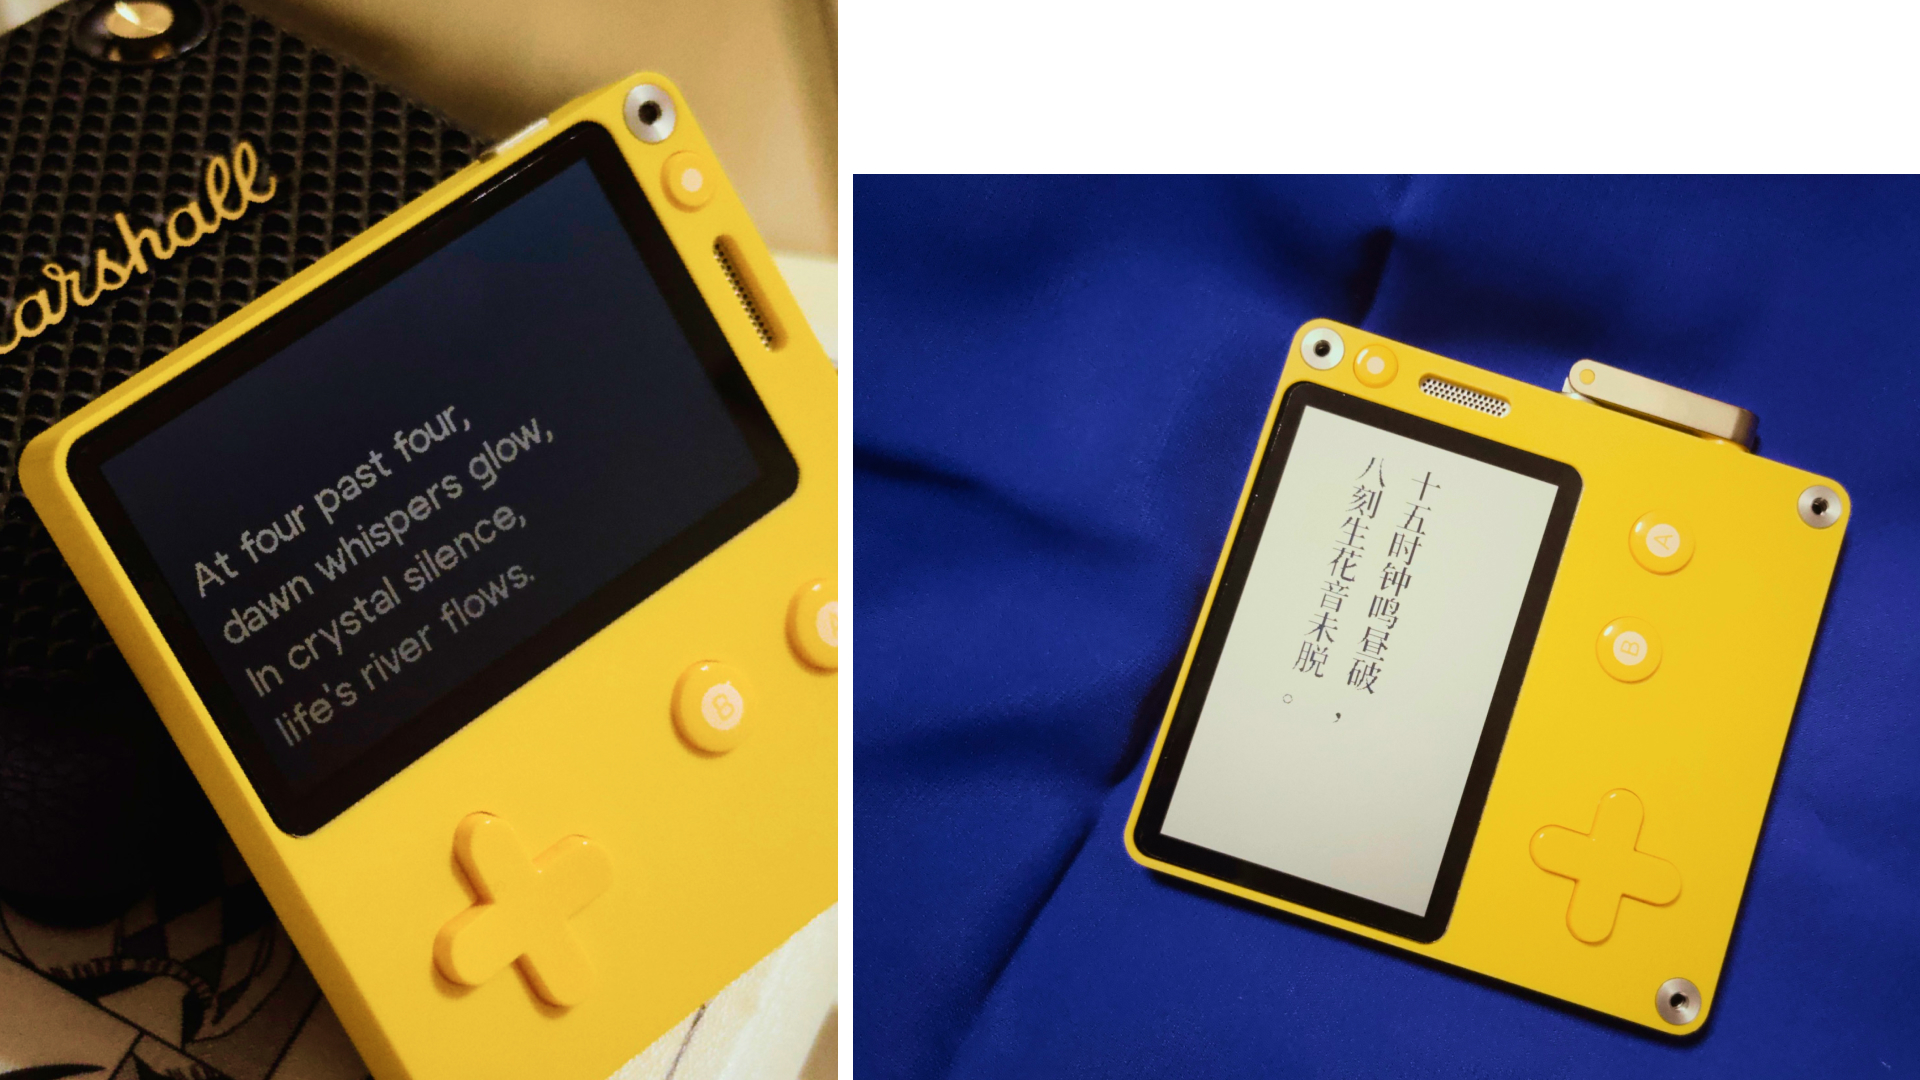 arshall
At four past four,
dawn whispers glow,
In crystal silence,
life's river flows.
B
A
十五时钟鸣昼破，
八刻生花音未脱。
A
B